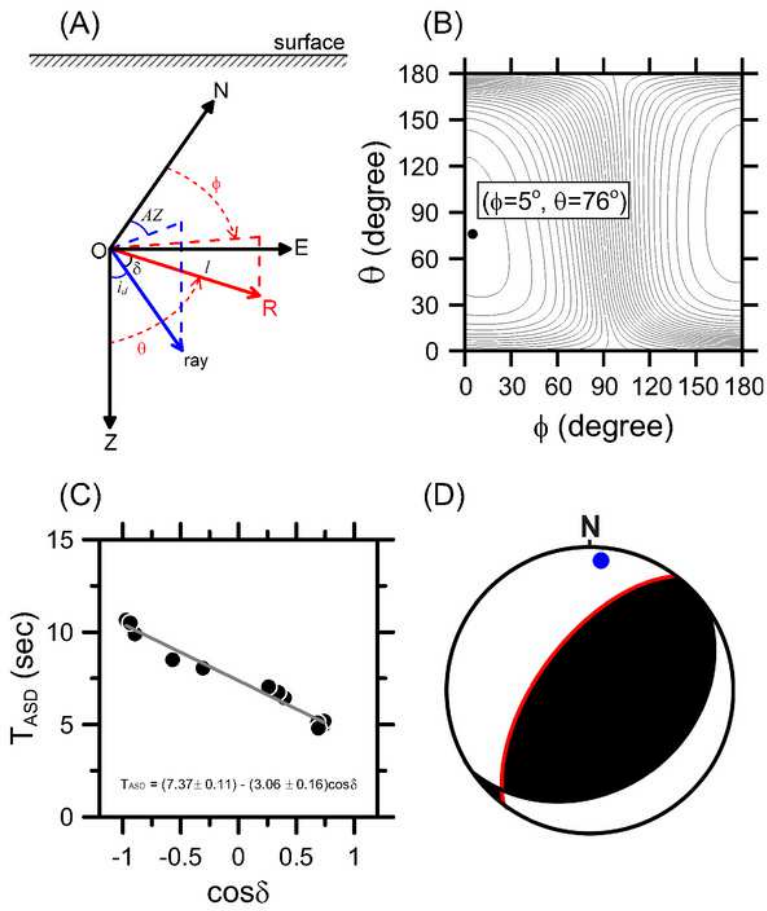 (A)
surface
N
ϕ
AZ
O
E
δ
l
i_d
R
θ
ray
Z
(B)
180
150
120
90
60
30
0
θ (degree)
(ϕ=5°, θ=76°)
0 30 60 90 120 150 180
ϕ (degree)
(C)
15
10
5
0
T_ASD (sec)
T_ASD = (7.37± 0.11) - (3.06 ± 0.16)cosδ
-1 -0.5 0 0.5 1
cosδ
(D)
N